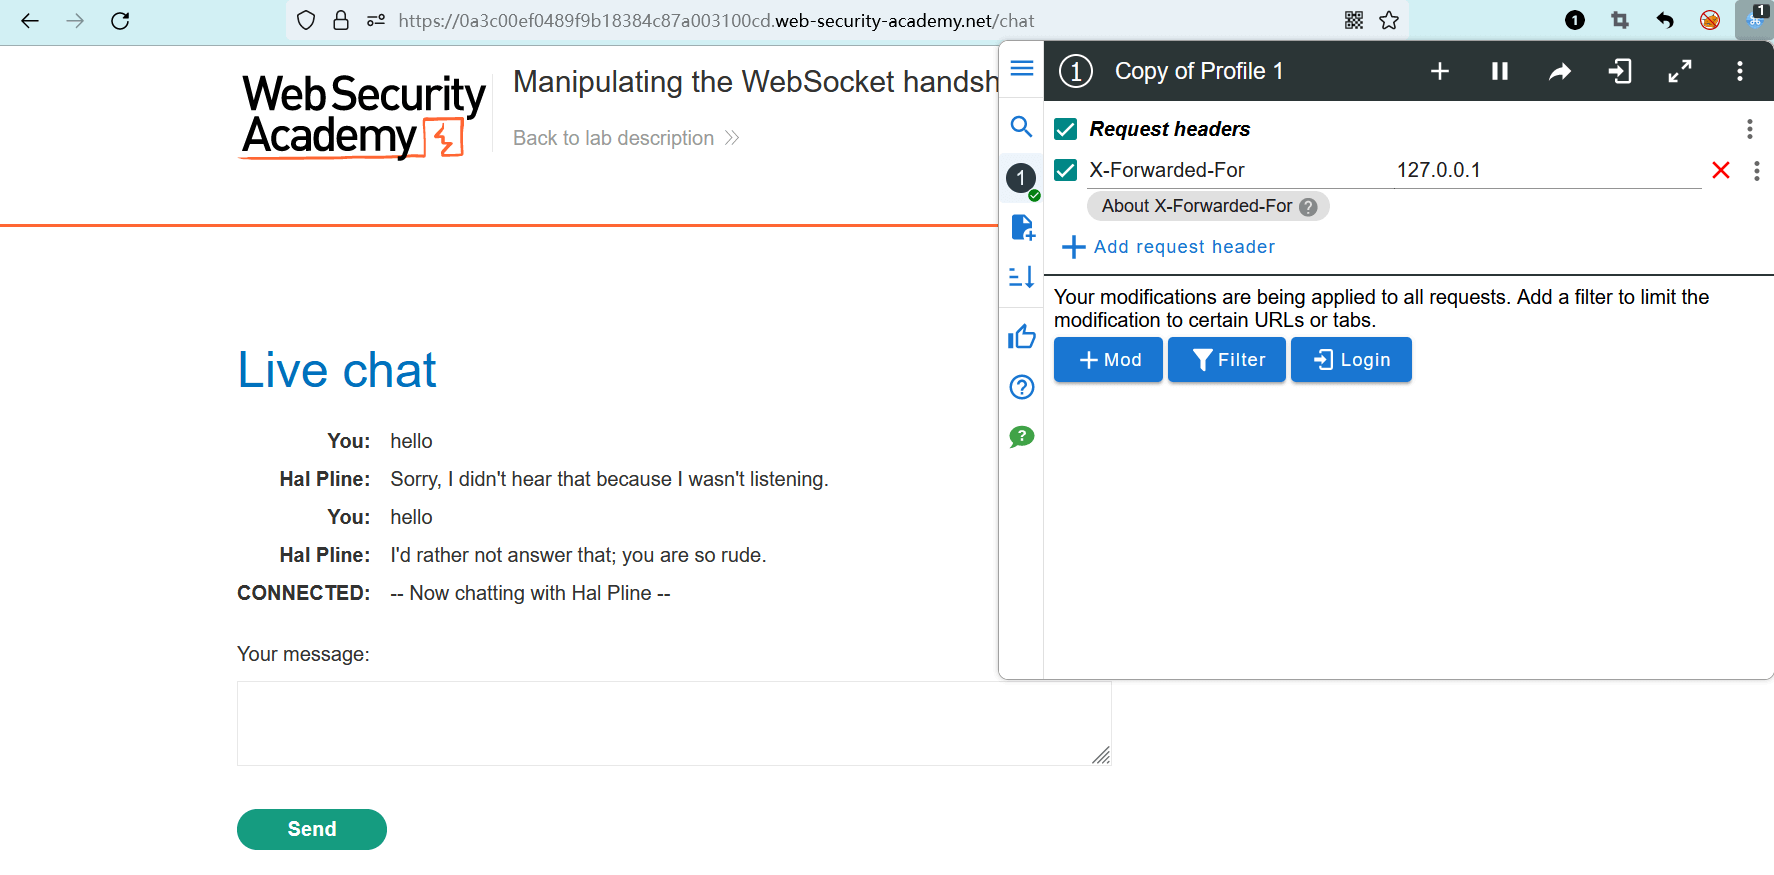 https://0a3c00ef0489f9b18384c87a003100cd.web-security-academy.net/chat
1
1
WebSecurity
Academy
Manipulating the WebSocket handsh
Back to lab description
1
Copy of Profile 1
Request headers
1
X-Forwarded-For
127.0.0.1
About X-Forwarded-For ?
Add request header
Your modifications are being applied to all requests. Add a filter to limit the
modification to certain URLs or tabs.
+ Mod
Filter
Login
?
?
Live chat
You: hello
Hal Pline: Sorry, I didn't hear that because I wasn't listening.
You: hello
Hal Pline: I'd rather not answer that; you are so rude.
CONNECTED: -- Now chatting with Hal Pline --
Your message:
Send